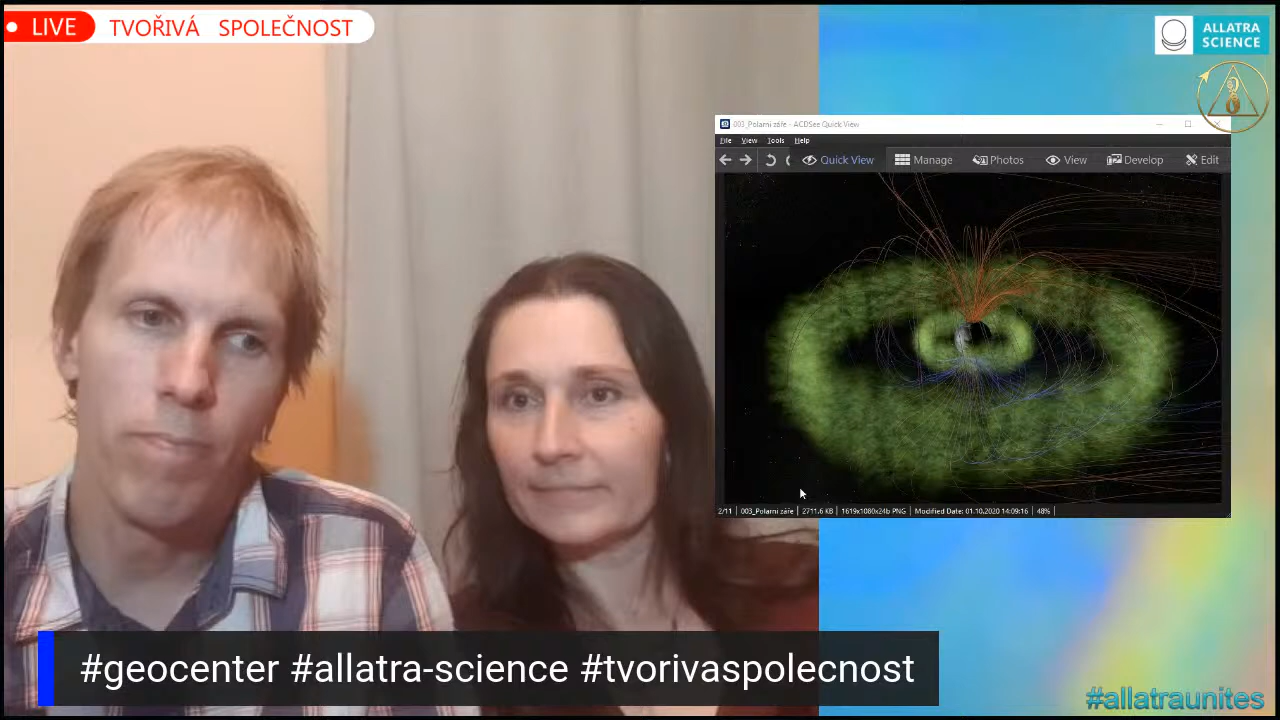 LIVE
TVOŘIVÁ SPOLEČNOST
ALLATRA
SCIENCE
003_Polarni záře - ACDSee Quick View
File View Tools Help
Quick View Manage Photos View Develop Edit
2/11 003_Polarni záře 2711.6 KB 1619x1080x24b PNG Modified Date: 01.10.2020 14:09:16 48%
#geocenter #allatra-science #tvorivaspolecnost
#allatraunites